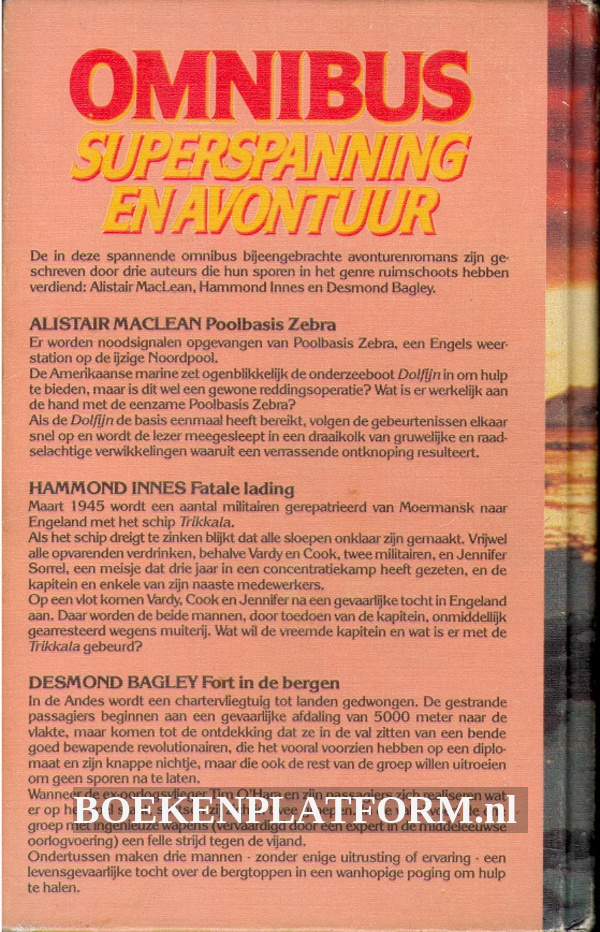 OMNIBUS
SUPERSPANNING
EN AVONTUUR
De in deze spannende omnibus bijeengebrachte avonturenromans zijn ge-
schreven door drie auteurs die hun sporen in het genre ruimschoots hebben
verdiend: Alistair MacLean, Hammond Innes en Desmond Bagley.
ALISTAIR MACLEAN Poolbasis Zebra
Er worden noodsignalen opgevangen van Poolbasis Zebra, een Engels weer-
station op de ijzige Noordpool.
De Amerikaanse marine zet ogenblikkelijk de onderzeeboot Dolfijn in om hulp
te bieden, maar is dit wel een gewone reddingsoperatie? Wat is er werkelijk aan
de hand met de eenzame Poolbasis Zebra?
Als de Dolfijn de basis eenmaal heeft bereikt, volgen de gebeurtenissen elkaar
snel op en wordt de lezer meegesleept in een draaikolk van gruwelijke en raad-
selachtige verwikkelingen waaruit een verrassende ontknoping resulteert.
HAMMOND INNES Fatale lading
Maart 1945 wordt een aantal militairen gerepatrieerd van Moermansk naar
Engeland met het schip Trikkala.
Als het schip dreigt te zinken blijkt dat alle sloepen onklaar zijn gemaakt. Vrijwel
alle opvarenden verdrinken, behalve Vardy en Cook, twee militairen, en Jennifer
Sorrel, een meisje dat drie jaar in een concentratiekamp heeft gezeten, en de
kapitein en enkele van zijn naaste medewerkers.
Op een vlot komen Vardy, Cook en Jennifer na een gevaarlijke tocht in Engeland
aan. Daar worden de beide mannen, door toedoen van de kapitein, onmiddellijk
gearresteerd wegens muiterij. Wat wil de vreemde kapitein en wat is er met de
Trikkala gebeurd?
DESMOND BAGLEY Fort in de bergen
In de Andes wordt een chartervliegtuig tot landen gedwongen. De gestrande
passagiers beginnen aan een gevaarlijke afdaling van 5000 meter naar de
vlakte, maar komen tot de ontdekking dat ze in de val zitten van een bende
goed bewapende revolutionairen, die het vooral voorzien hebben op een diplo-
maat en zijn knappe nichtje, maar die ook de rest van de groep willen uitroeien
om geen sporen na te laten.
Wanneer de ex-oorlogsvlieger Tim O'Hara en zijn passagiers zich realiseren wat
er op he
BOEKENPLATFORM.nl
groep met ingenieuze wapens (vervaardigd door een expert in de middeleeuwse
oorlogvoering) een felle strijd tegen de vijand.
Ondertussen maken drie mannen - zonder enige uitrusting of ervaring - een
levensgevaarlijke tocht over de bergtoppen in een wanhopige poging om hulp
te halen.